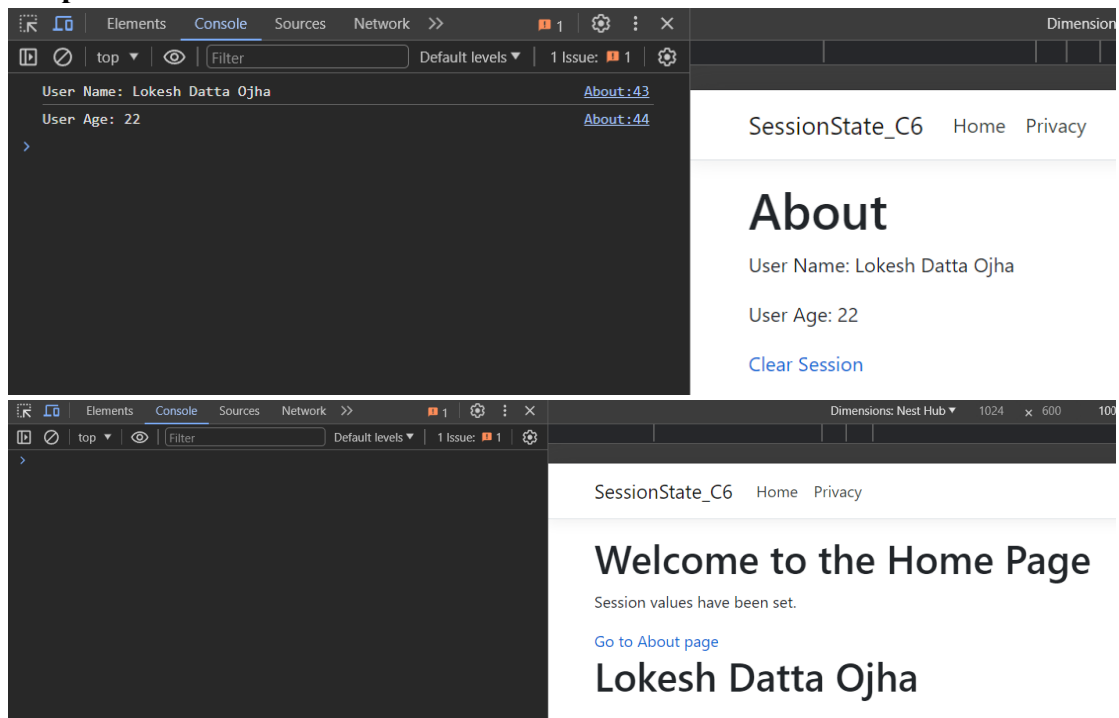 Elements Console Sources Network >> 1
top ▼ Filter Default levels ▼ 1 Issue: 1
User Name: Lokesh Datta Ojha About:43
User Age: 22 About:44
>
Dimension
SessionState_C6 Home Privacy
About
User Name: Lokesh Datta Ojha
User Age: 22
Clear Session
Elements Console Sources Network >> 1
top ▼ Filter Default levels ▼ 1 Issue: 1
>
Dimensions: Nest Hub ▼ 1024 × 600 100
SessionState_C6 Home Privacy
Welcome to the Home Page
Session values have been set.
Go to About page
Lokesh Datta Ojha